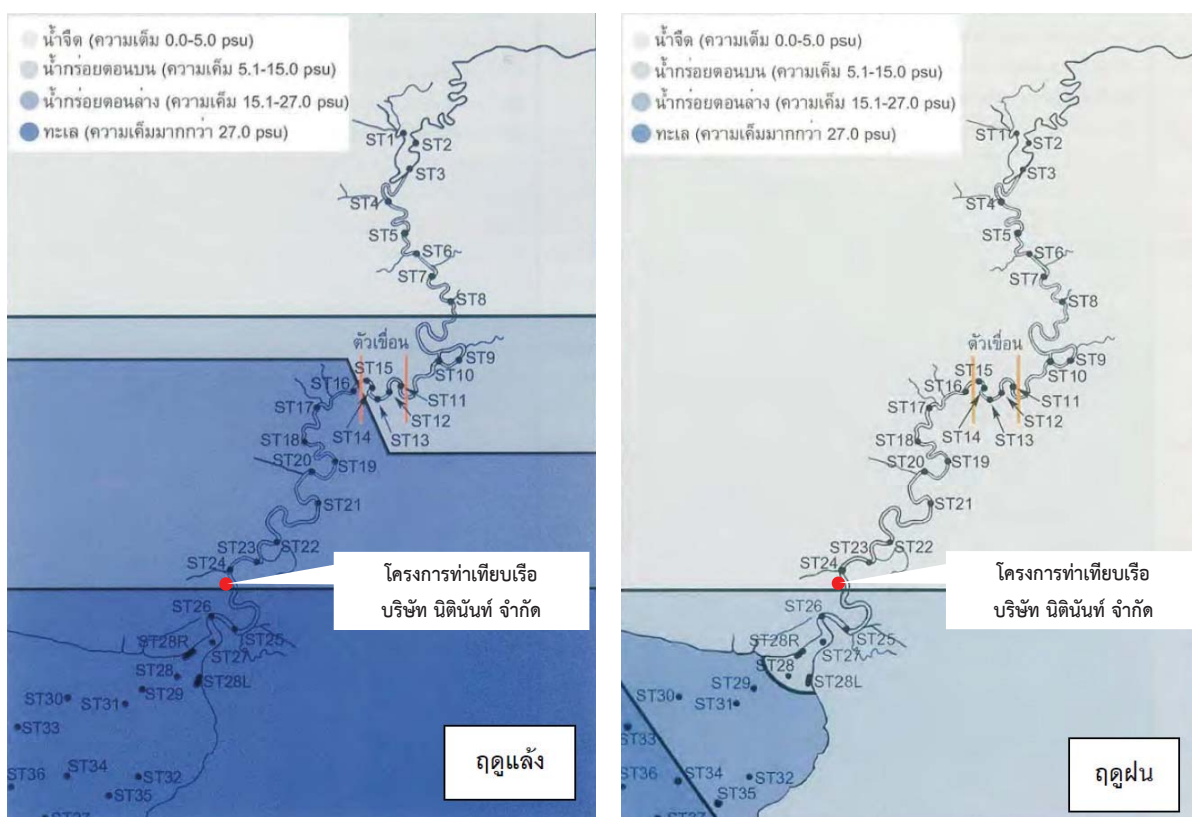 น้ำจืด (ความเต็ม 0.0-5.0 psu)
น้ำกร่อยตอนบน (ความเค็ม 5.1-15.0 psu)
น้ำกร่อยตอนล่าง (ความเค็ม 15.1-27.0 psu)
ทะเล (ความเค็มมากกว่า 27.0 psu)
ST1
ST2
ST3
ST4
ST5
ST6
ST7
ST8
ตัวเขื่อน
ST9
ST15
ST10
ST16
ST11
ST17
ST12
ST14
ST13
ST18
ST20
ST19
ST21
ST23
ST22
ST24
โครงการท่าเทียบเรือ
บริษัท นิตินันท์ จำกัด
ST26
ST28R
ST25
ST27
ST28
ST28L
ST29
ST30
ST31
ST33
ST34
ST36
ST32
ST35
ฤดูแล้ง
น้ำจืด (ความเค็ม 0.0-5.0 psu)
น้ำกร่อยตอนบน (ความเค็ม 5.1-15.0 psu)
น้ำกร่อยตอนล่าง (ความเค็ม 15.1-27.0 psu)
ทะเล (ความเค็มมากกว่า 27.0 psu)
ST1
ST2
ST3
ST4
ST5
ST6
ST7
ST8
ตัวเขื่อน
ST9
ST15
ST10
ST16
ST11
ST17
ST12
ST14
ST13
ST18
ST20
ST19
ST21
ST23
ST22
ST24
โครงการท่าเทียบเรือ
บริษัท นิตินันท์ จำกัด
ST26
ST28R
ST25
ST27
ST28
ST28L
ST29
ST30
ST31
ST33
ST34
ST36
ST32
ST35
ฤดูฝน